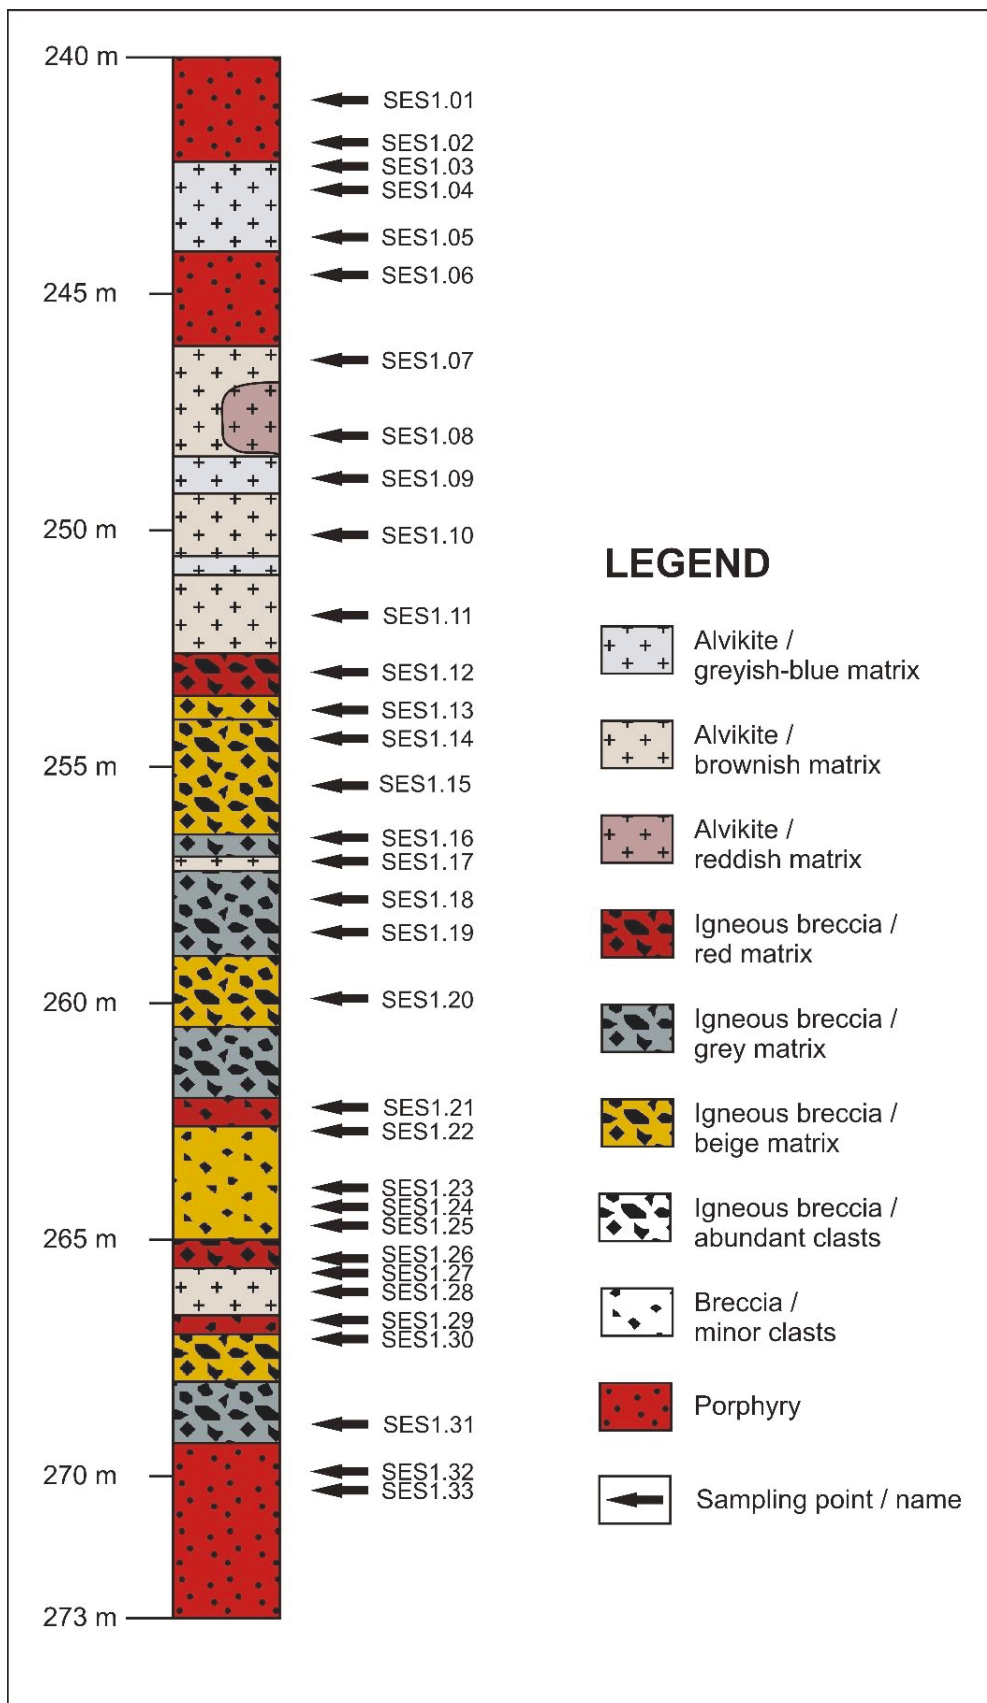 240 m
SES1.01
SES1.02
SES1.03
SES1.04
SES1.05
SES1.06
245 m
SES1.07
SES1.08
SES1.09
250 m
SES1.10
SES1.11
SES1.12
SES1.13
SES1.14
255 m
SES1.15
SES1.16
SES1.17
SES1.18
SES1.19
260 m
SES1.20
SES1.21
SES1.22
SES1.23
SES1.24
SES1.25
265 m
SES1.26
SES1.27
SES1.28
SES1.29
SES1.30
SES1.31
270 m
SES1.32
SES1.33
273 m
LEGEND
Alvikite /
greyish-blue matrix
Alvikite /
brownish matrix
Alvikite /
reddish matrix
Igneous breccia /
red matrix
Igneous breccia /
grey matrix
Igneous breccia /
beige matrix
Igneous breccia /
abundant clasts
Breccia /
minor clasts
Porphyry
Sampling point / name